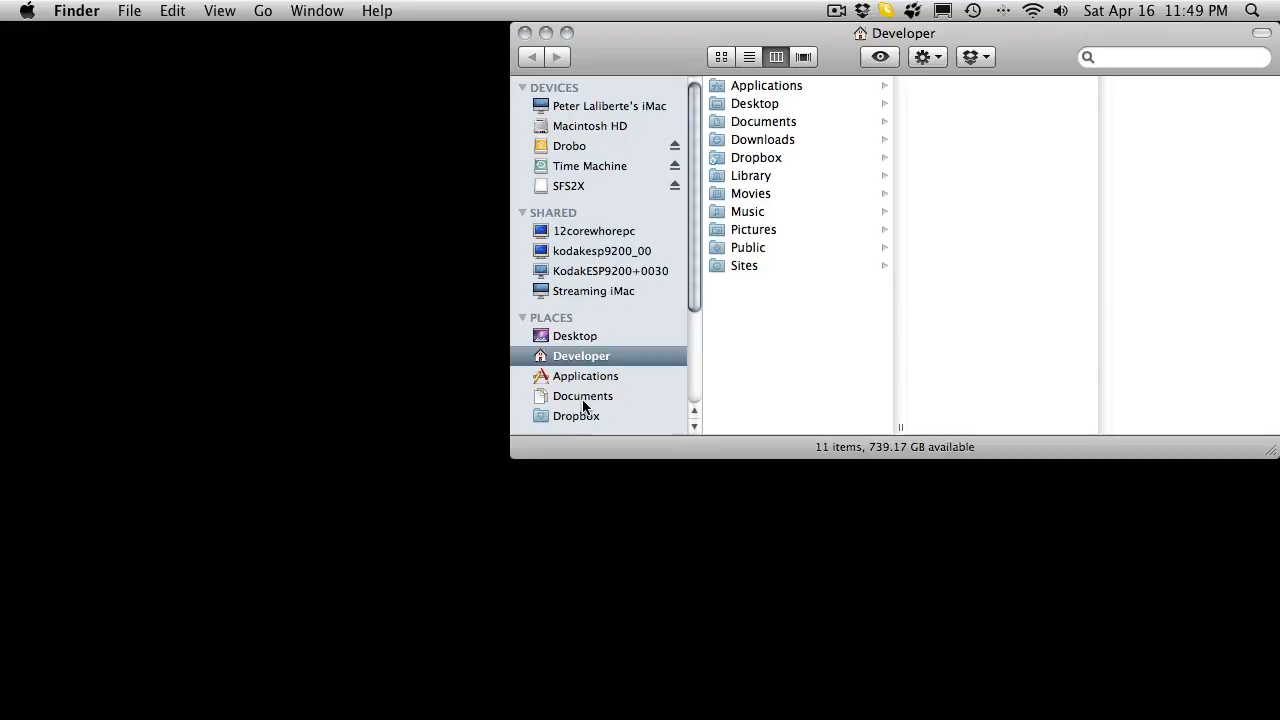 Finder File Edit View Go Window Help Sat Apr 16 11:49 PM
Developer
DEVICES
Peter Laliberte's iMac
Macintosh HD
Drobo
Time Machine
SFS2X
SHARED
12corewhorepc
kodakesp9200_00
KodakESP9200+0030
Streaming iMac
PLACES
Desktop
Developer
Applications
Documents
Dropbox
Applications
Desktop
Documents
Downloads
Dropbox
Library
Movies
Music
Pictures
Public
Sites
11 items, 739.17 GB available